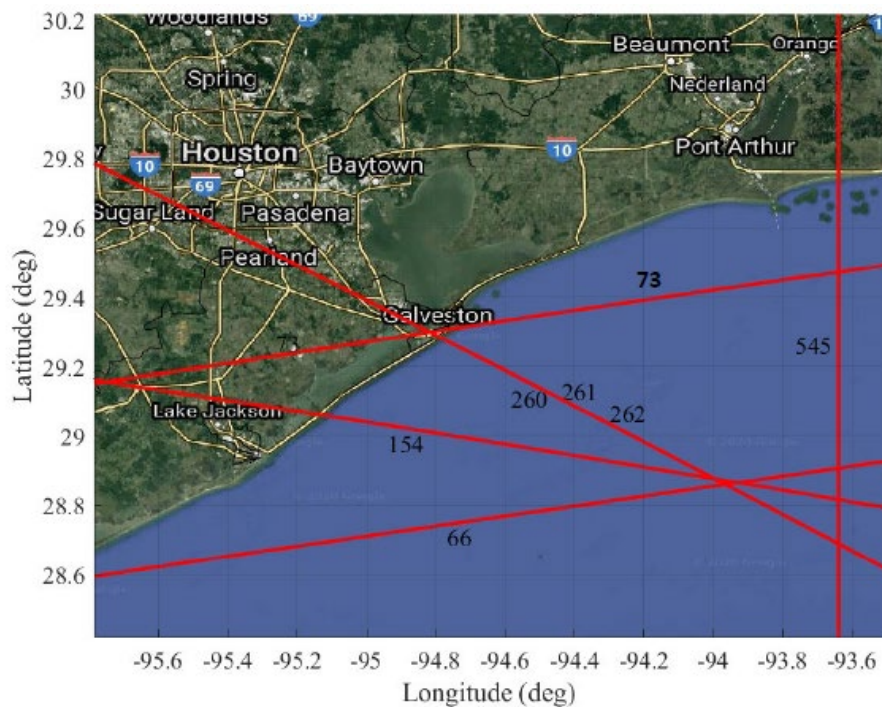 30.2
30
29.8
29.6
29.4
29.2
29
28.8
28.6
Latitude (deg)
Woodlands
69
Spring
Beaumont
Orange
Nederland
10
Houston
10
Port Arthur
69
Baytown
Sugar Land
Pasadena
Pearland
73
Galveston
545
260
261
262
Lake Jackson
154
66
-95.6
-95.4
-95.2
-95
-94.8
-94.6
-94.4
-94.2
-94
-93.8
-93.6
Longitude (deg)